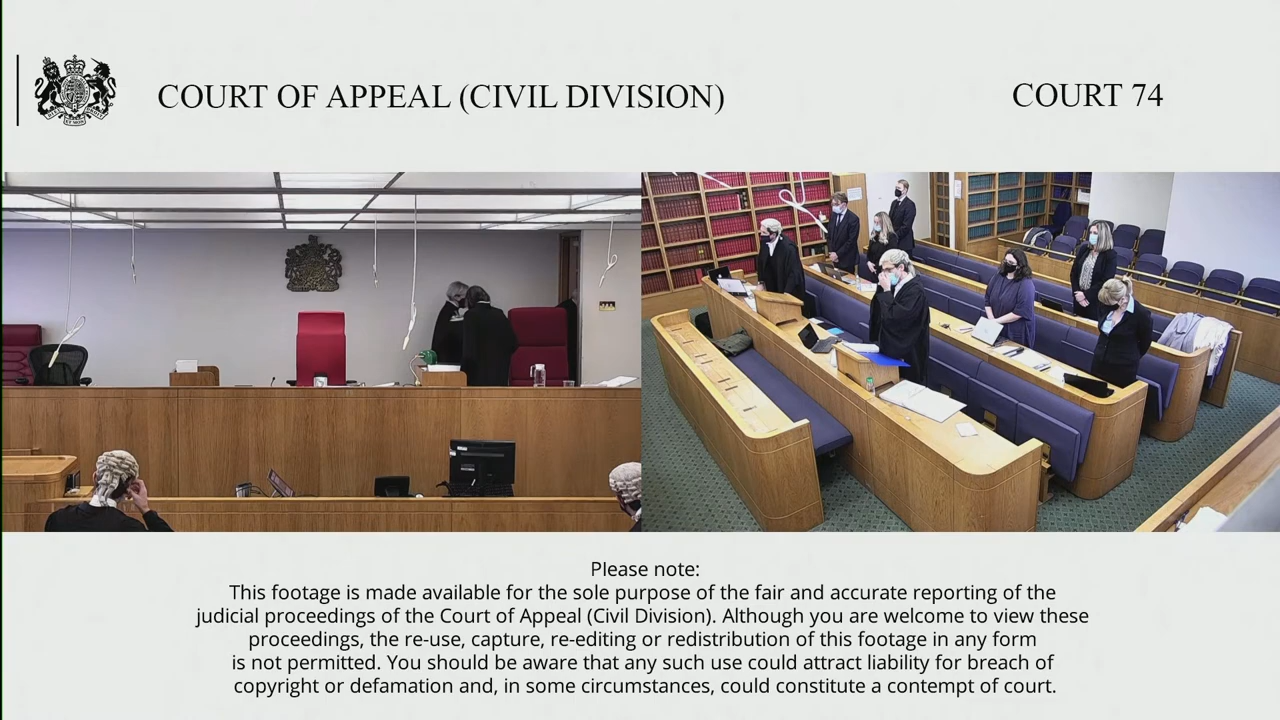 COURT OF APPEAL (CIVIL DIVISION)
COURT 74
Please note:
This footage is made available for the sole purpose of the fair and accurate reporting of the
judicial proceedings of the Court of Appeal (Civil Division). Although you are welcome to view these
proceedings, the re-use, capture, re-editing or redistribution of this footage in any form
is not permitted. You should be aware that any such use could attract liability for breach of
copyright or defamation and, in some circumstances, could constitute a contempt of court.